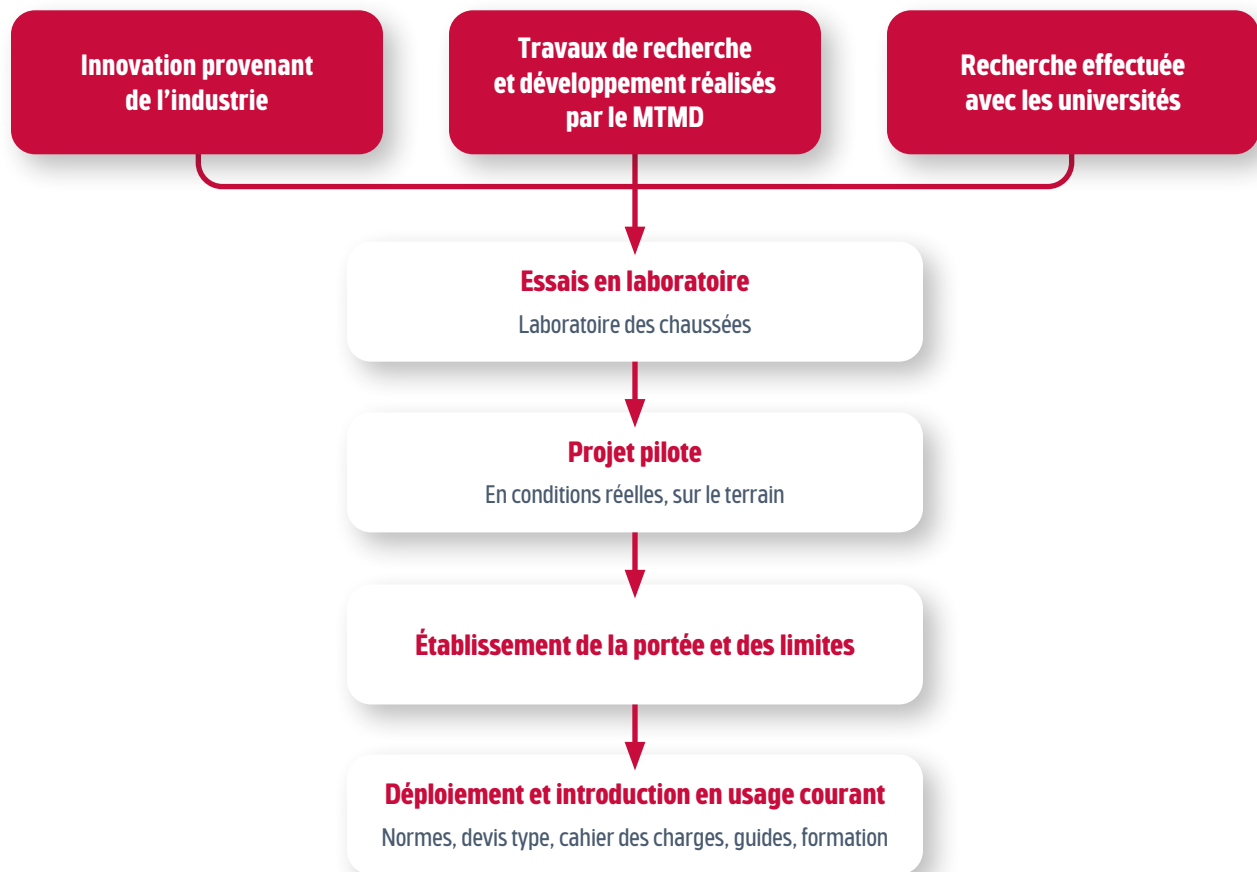 Innovation provenant
de l’industrie
Travaux de recherche
et développement réalisés
par le MTMD
Recherche effectuée
avec les universités
Essais en laboratoire
Laboratoire des chaussées
Projet pilote
En conditions réelles, sur le terrain
Établissement de la portée et des limites
Déploiement et introduction en usage courant
Normes, devis type, cahier des charges, guides, formation